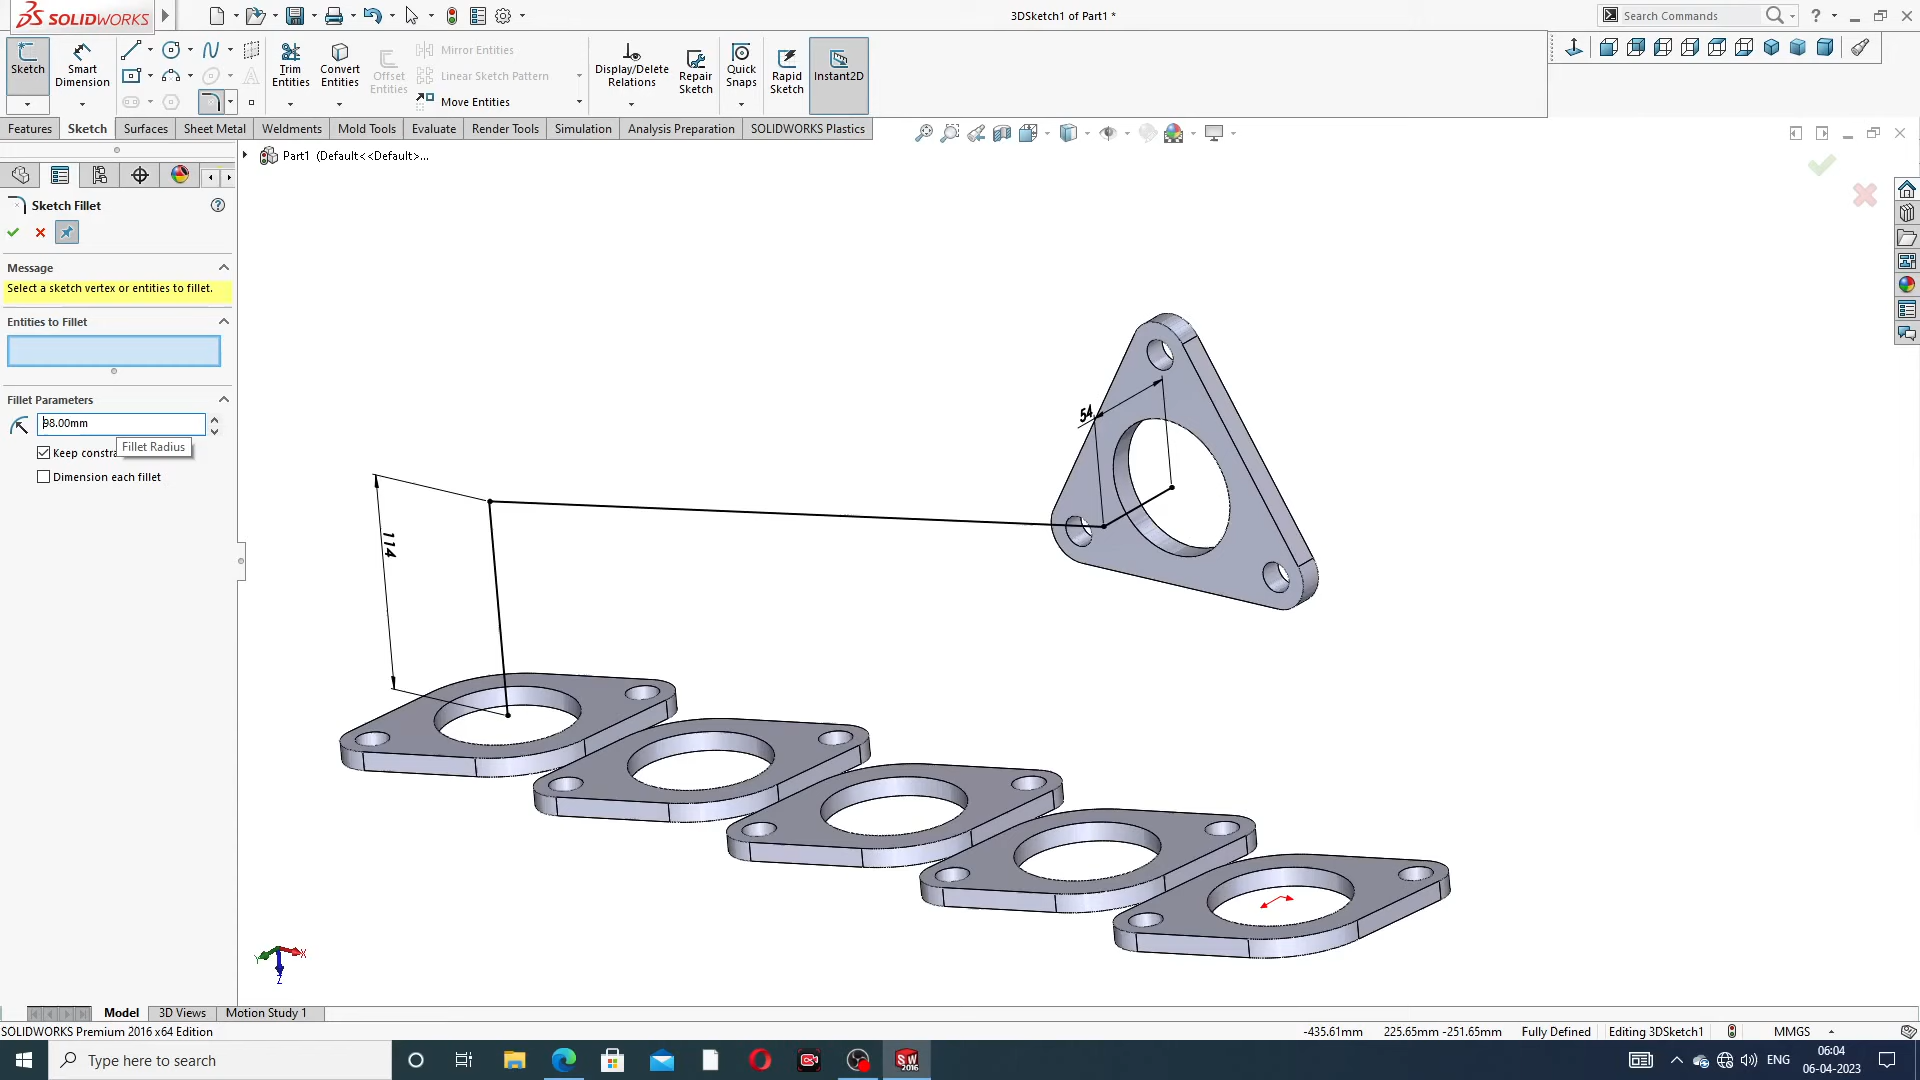 SOLIDWORKS
3DSketch1 of Part1 *
Search Commands
Sketch
Smart Dimension
Trim Entities
Convert Entities
Offset Entities
Mirror Entities
Linear Sketch Pattern
Move Entities
Display/Delete Relations
Repair Sketch
Quick Snaps
Rapid Sketch
Instant2D
Features
Sketch
Surfaces
Sheet Metal
Weldments
Mold Tools
Evaluate
Render Tools
Simulation
Analysis Preparation
SOLIDWORKS Plastics
Part1 (Default<<Default>...
Sketch Fillet
Message
Select a sketch vertex or entities to fillet.
Entities to Fillet
Fillet Parameters
98.00mm
Fillet Radius
Keep constra
Dimension each fillet
54
114
X
Y
Z
Model
3D Views
Motion Study 1
SOLIDWORKS Premium 2016 x64 Edition
-435.61mm
225.65mm -251.65mm
Fully Defined
Editing 3DSketch1
MMGS
Type here to search
SW
2016
ENG
06:04
06-04-2023